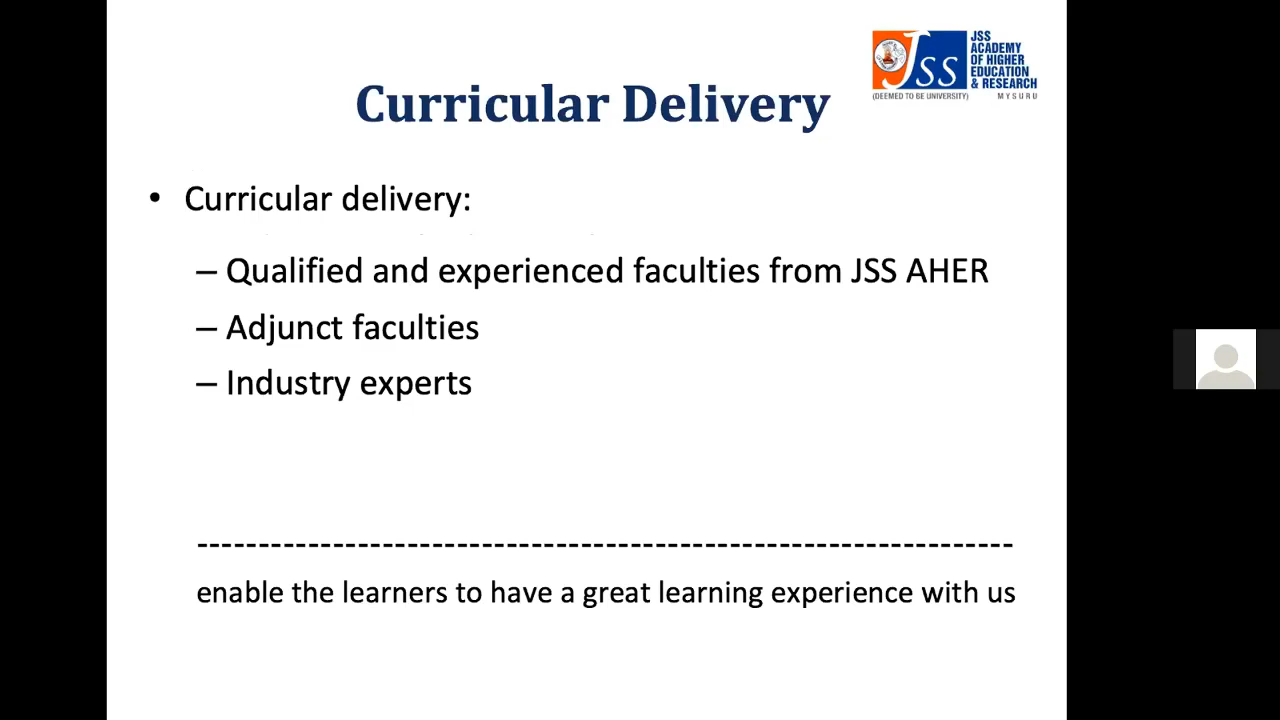 JSS
JSS
ACADEMY
OF HIGHER
EDUCATION
& RESEARCH
(DEEMED TO BE UNIVERSITY) MYSURU
Curricular Delivery
• Curricular delivery:
– Qualified and experienced faculties from JSS AHER
– Adjunct faculties
– Industry experts
------------------------------------------------------------------
enable the learners to have a great learning experience with us